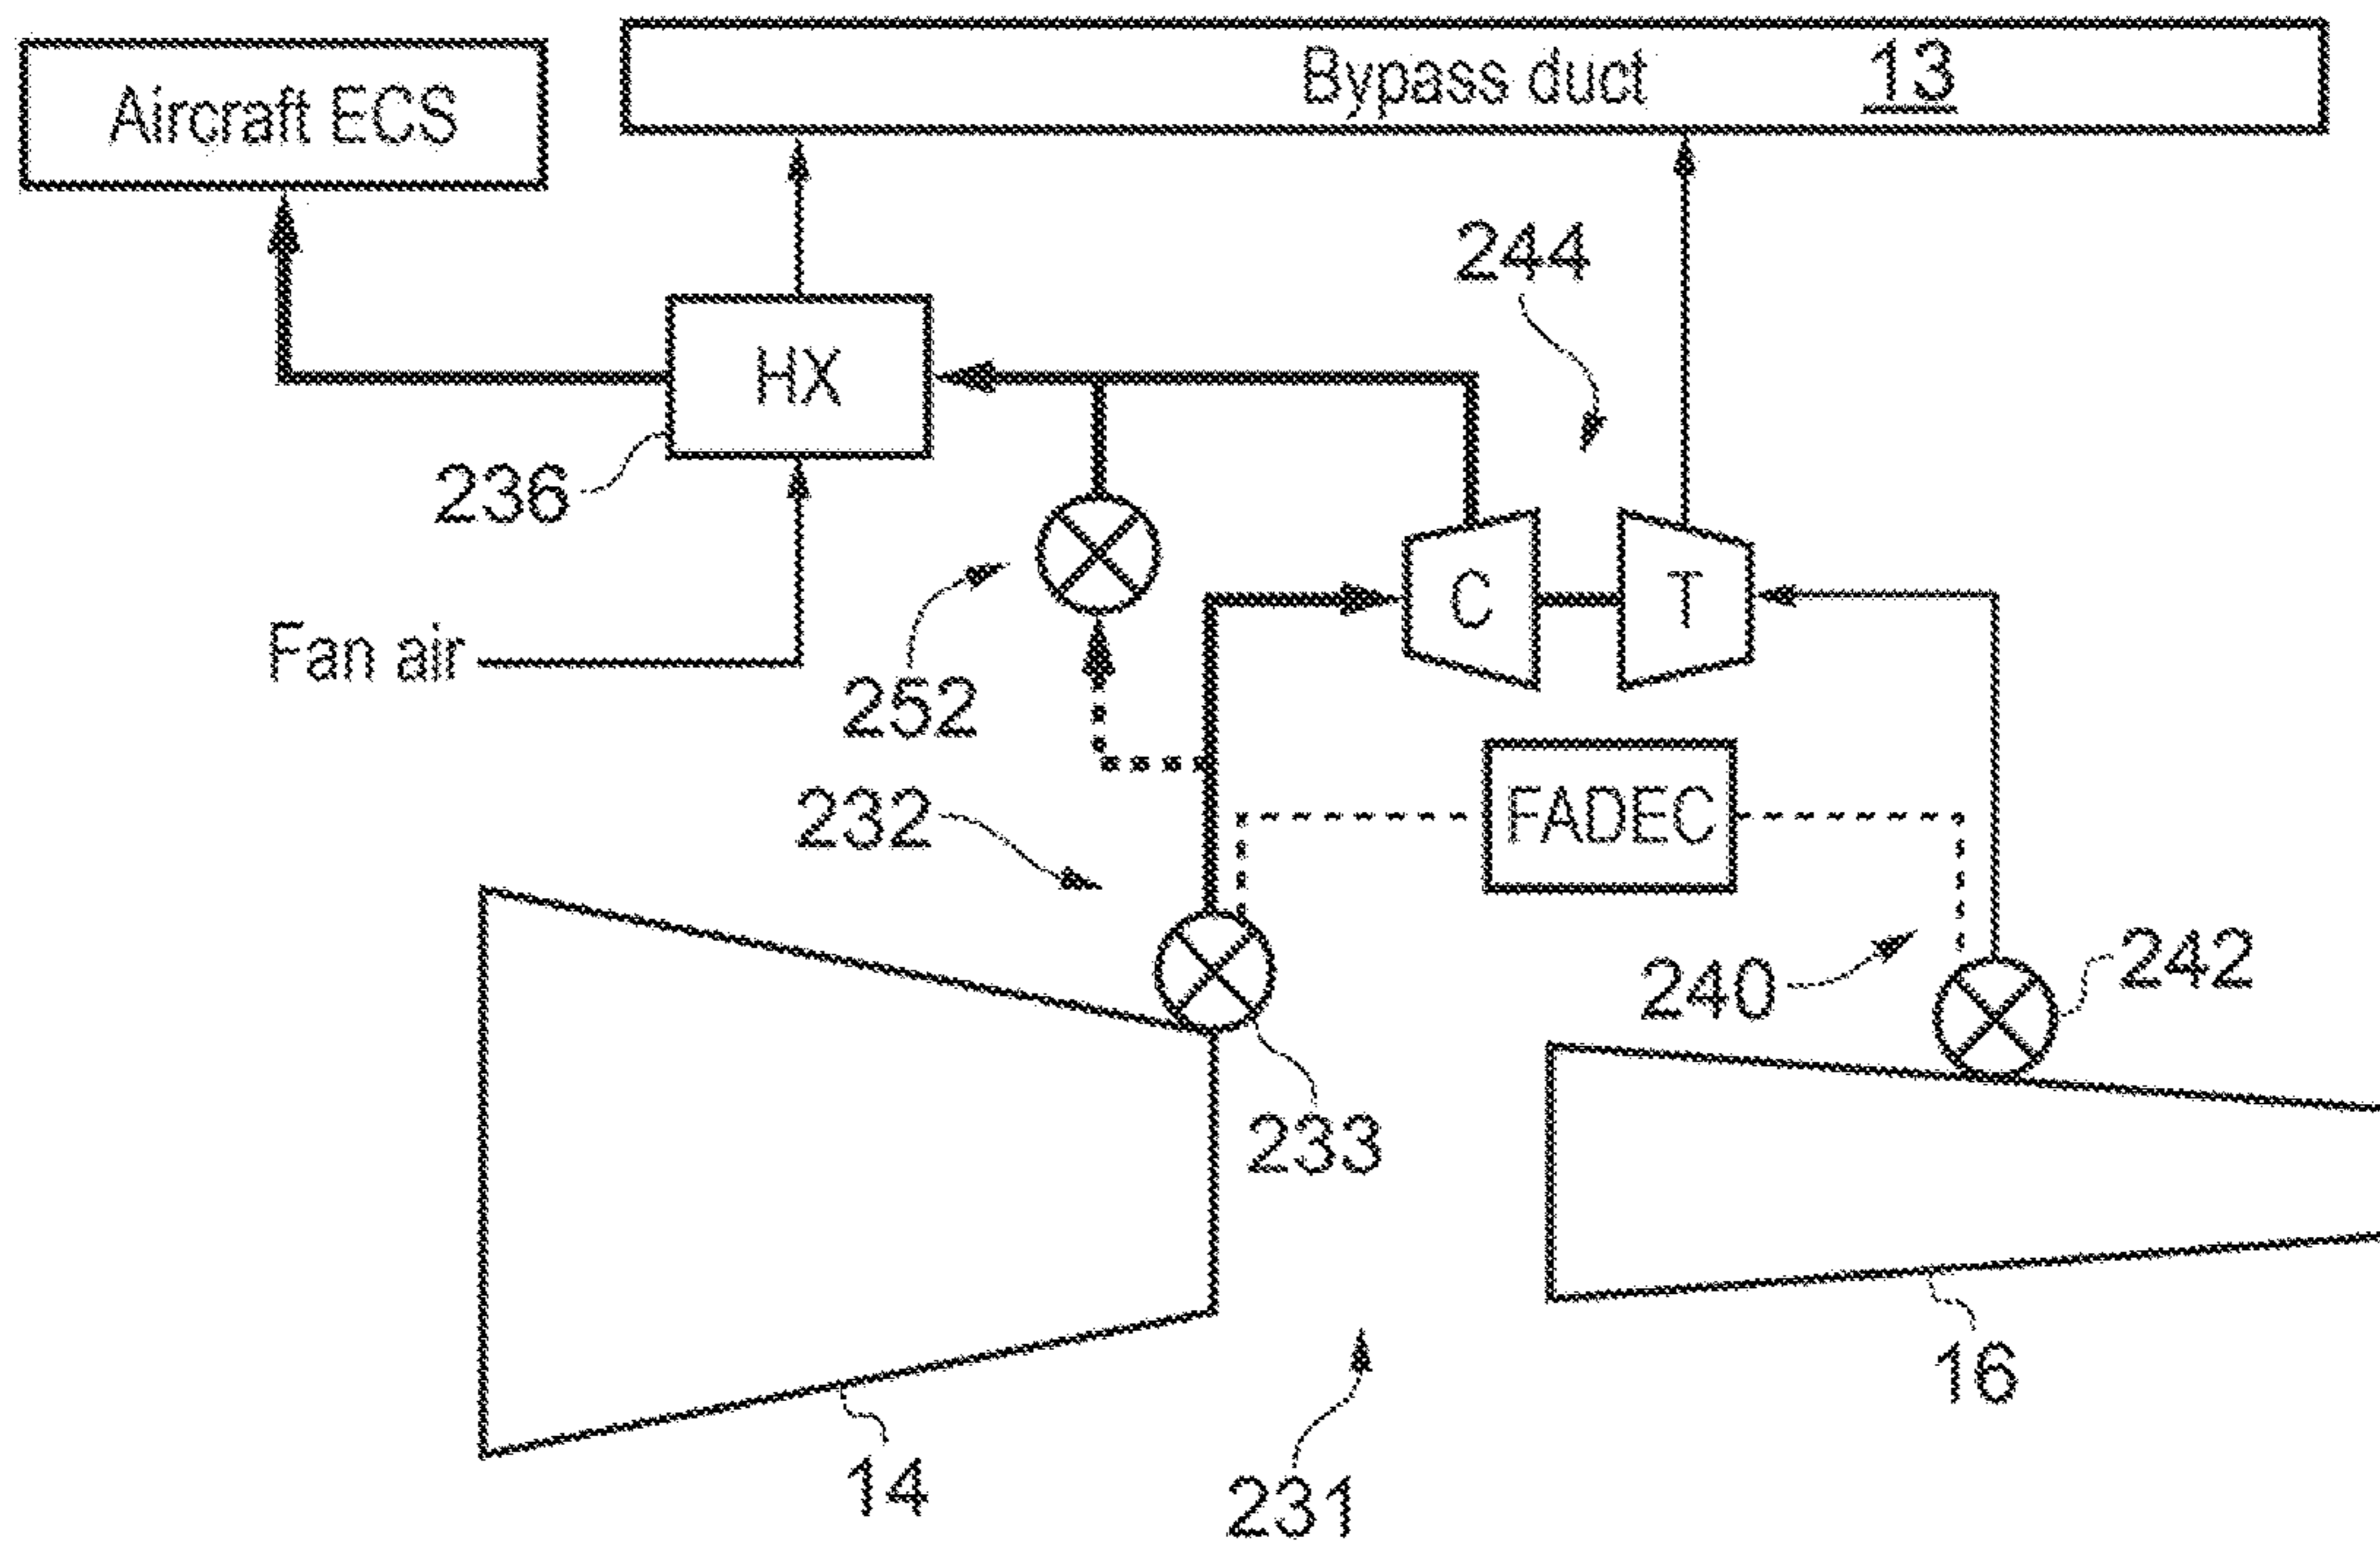 Aircraft ECS
Bypass duct 13
244
HX
236
C
T
Fan air
252
232
FADEC
240
242
233
16
14
231